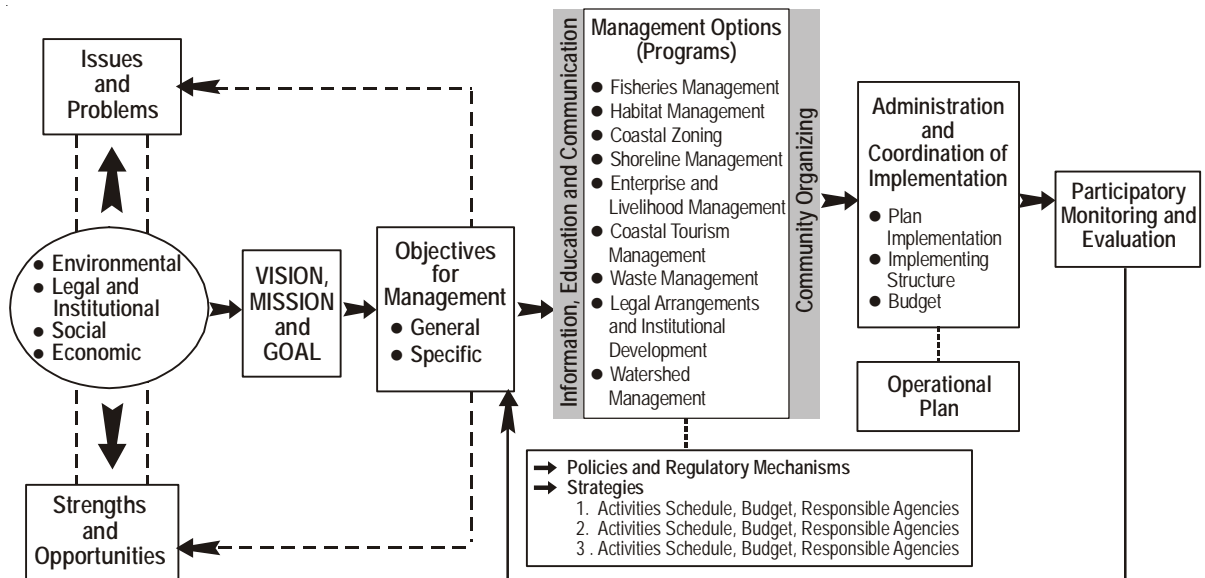 Issues
and
Problems
● Environmental
● Legal and
Institutional
● Social
● Economic
Strengths
and
Opportunities
VISION,
MISSION
and
GOAL
Objectives
for
Management
● General
● Specific
Information, Education and Communication
Management Options
(Programs)
● Fisheries Management
● Habitat Management
● Coastal Zoning
● Shoreline Management
● Enterprise and
Livelihood Management
● Coastal Tourism
Management
● Waste Management
● Legal Arrangements
and Institutional
Development
● Watershed
Management
Community Organizing
➔ Policies and Regulatory Mechanisms
➔ Strategies
1. Activities Schedule, Budget, Responsible Agencies
2. Activities Schedule, Budget, Responsible Agencies
3 . Activities Schedule, Budget, Responsible Agencies
Administration
and
Coordination of
Implementation
● Plan
Implementation
● Implementing
Structure
● Budget
Operational
Plan
Participatory
Monitoring and
Evaluation